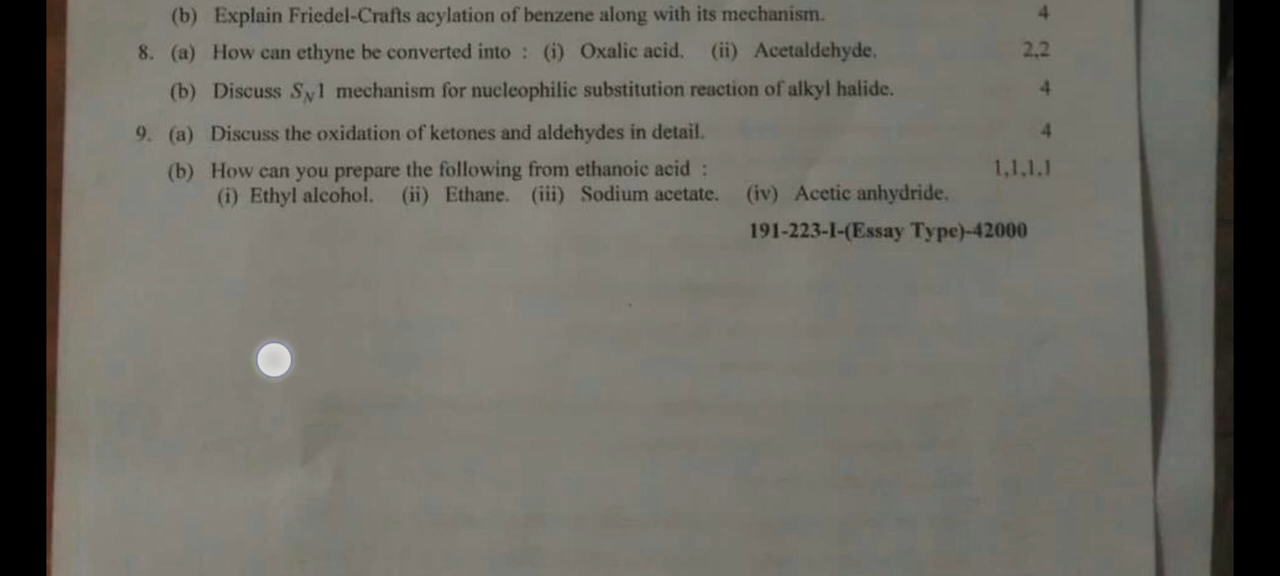 (b) Explain Friedel-Crafts acylation of benzene along with its mechanism. 4
8. (a) How can ethyne be converted into : (i) Oxalic acid. (ii) Acetaldehyde. 2,2
(b) Discuss SN1 mechanism for nucleophilic substitution reaction of alkyl halide. 4
9. (a) Discuss the oxidation of ketones and aldehydes in detail. 4
(b) How can you prepare the following from ethanoic acid : 1,1,1,1
(i) Ethyl alcohol. (ii) Ethane. (iii) Sodium acetate. (iv) Acetic anhydride.
191-223-I-(Essay Type)-42000